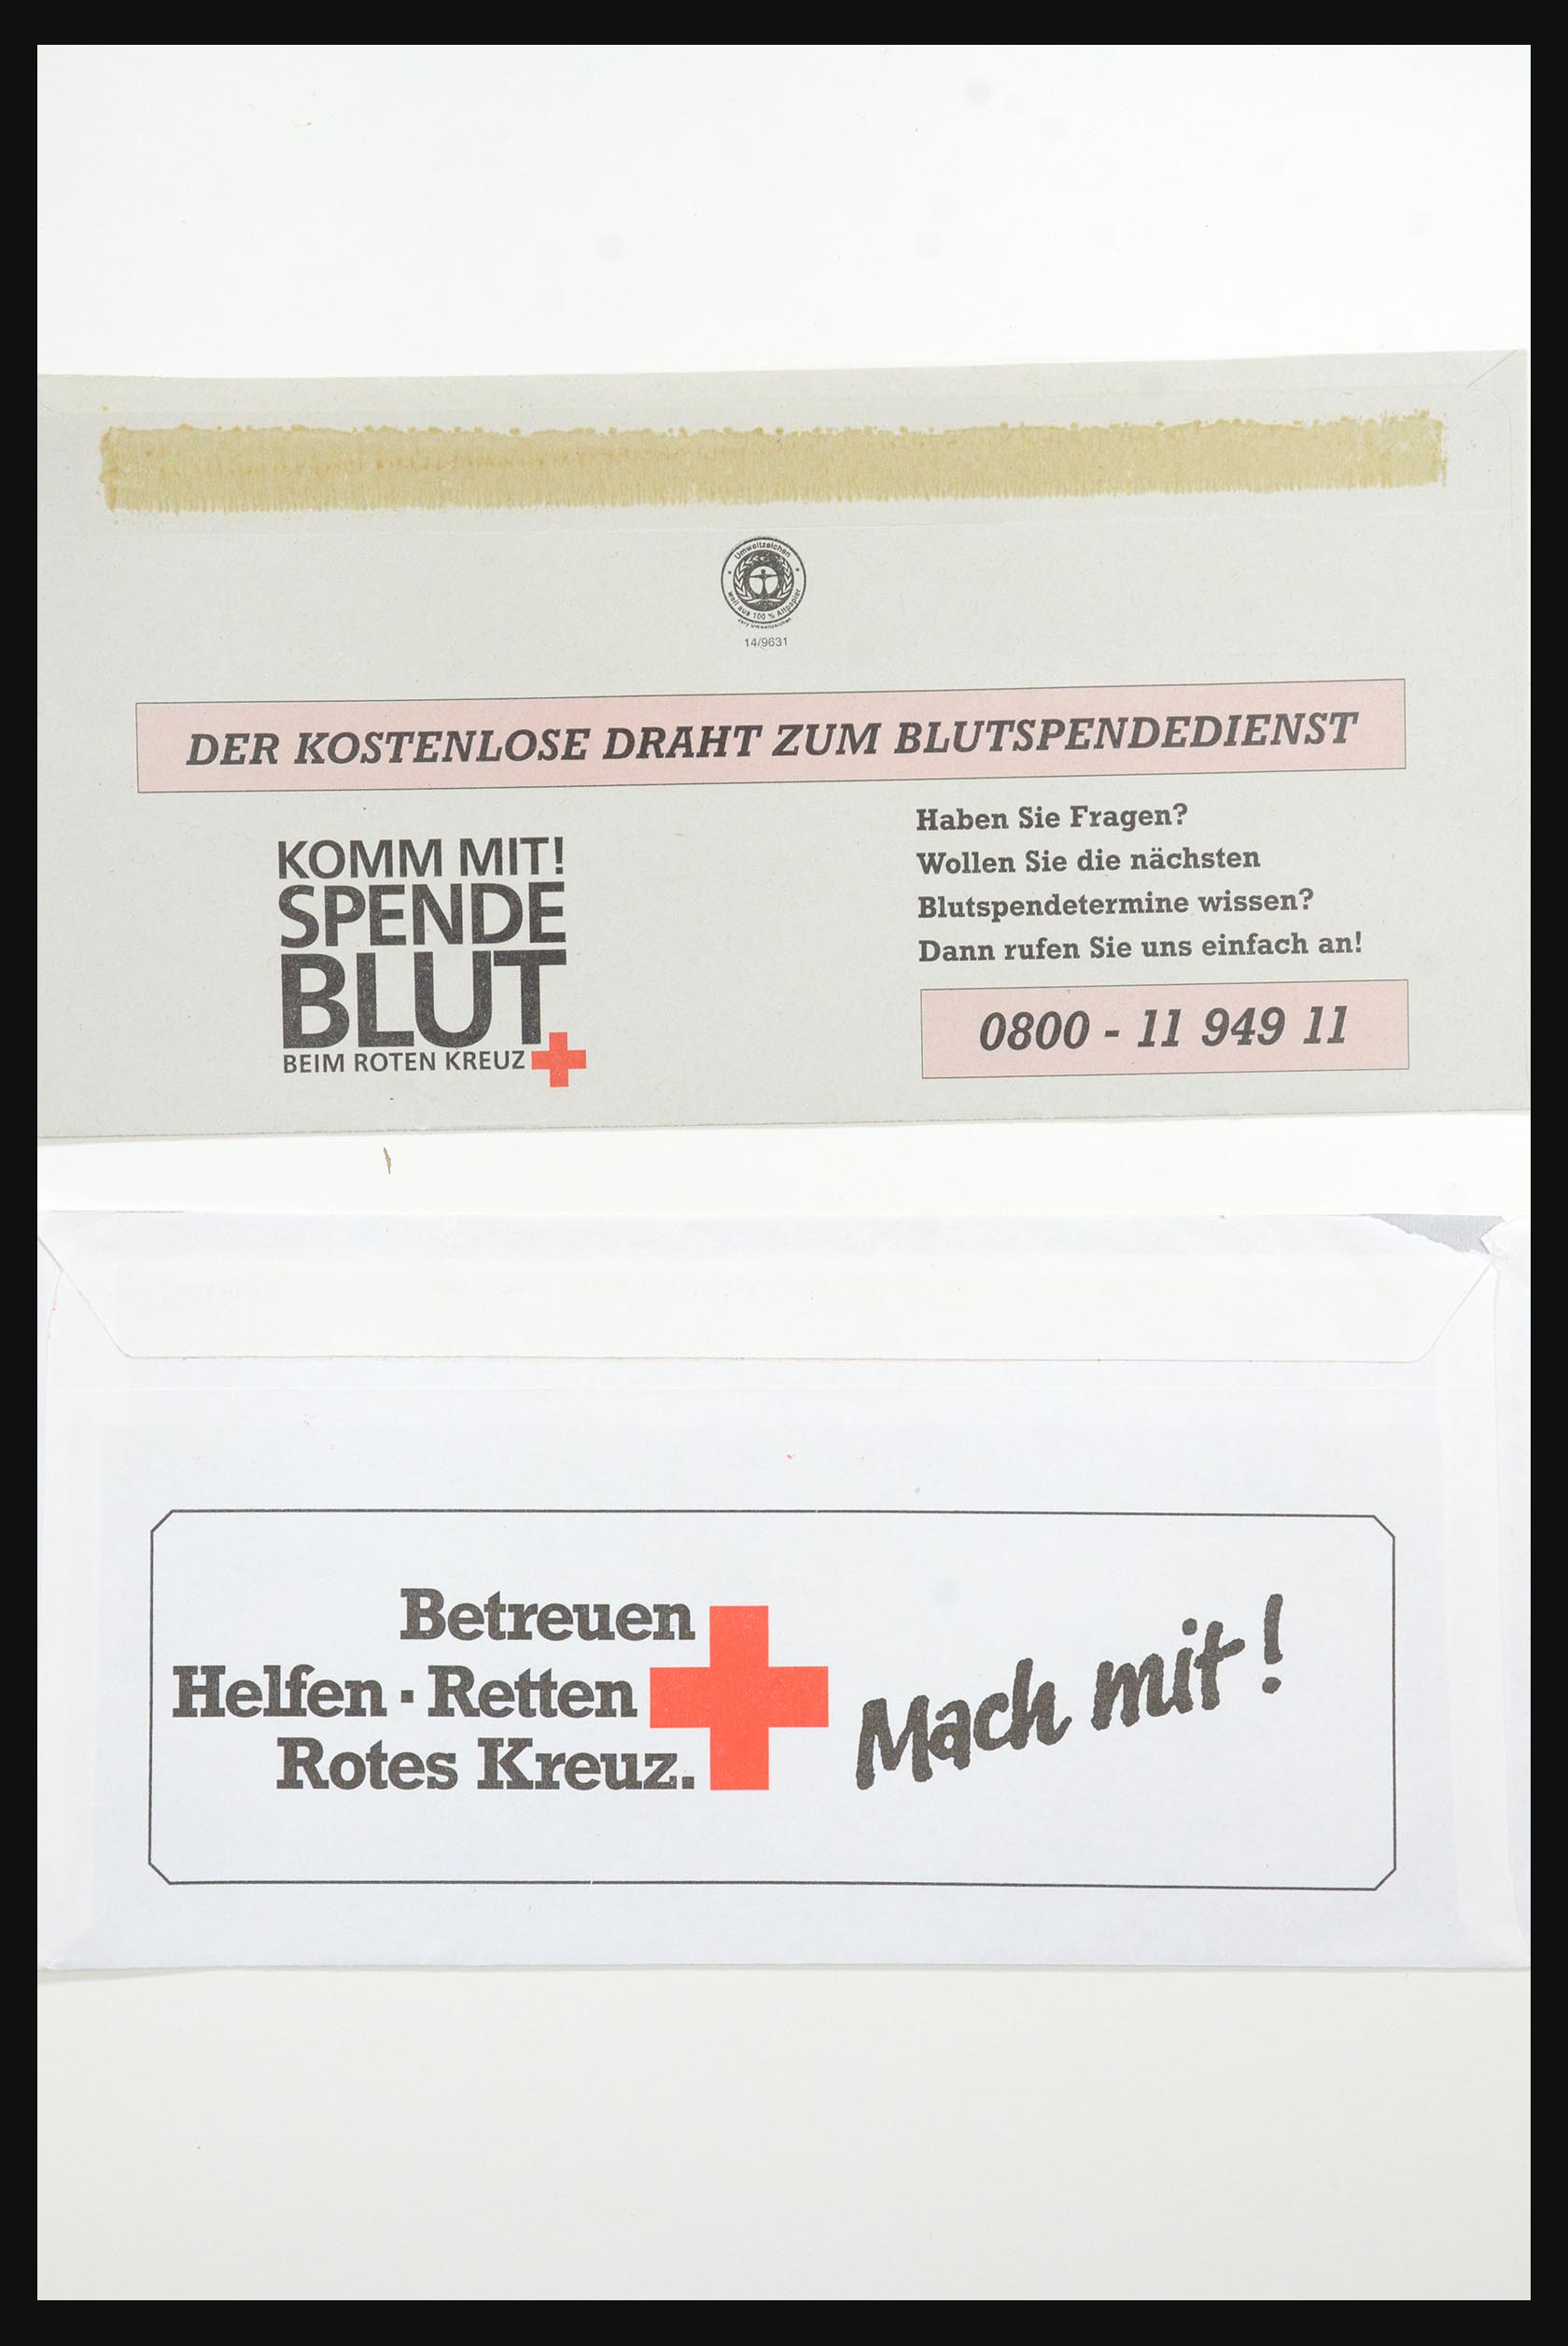 Umweltzeichen
weil aus 100 % Altpapier
Jury Umweltzeichen
14/9631
DER KOSTENLOSE DRAHT ZUM BLUTSPENDEDIENST
KOMM MIT!
SPENDE
BLUT
BEIM ROTEN KREUZ
Haben Sie Fragen?
Wollen Sie die nächsten
Blutspendetermine wissen?
Dann rufen Sie uns einfach an!
0800 - 11 949 11
Betreuen
Helfen · Retten
Rotes Kreuz.
Mach mit!